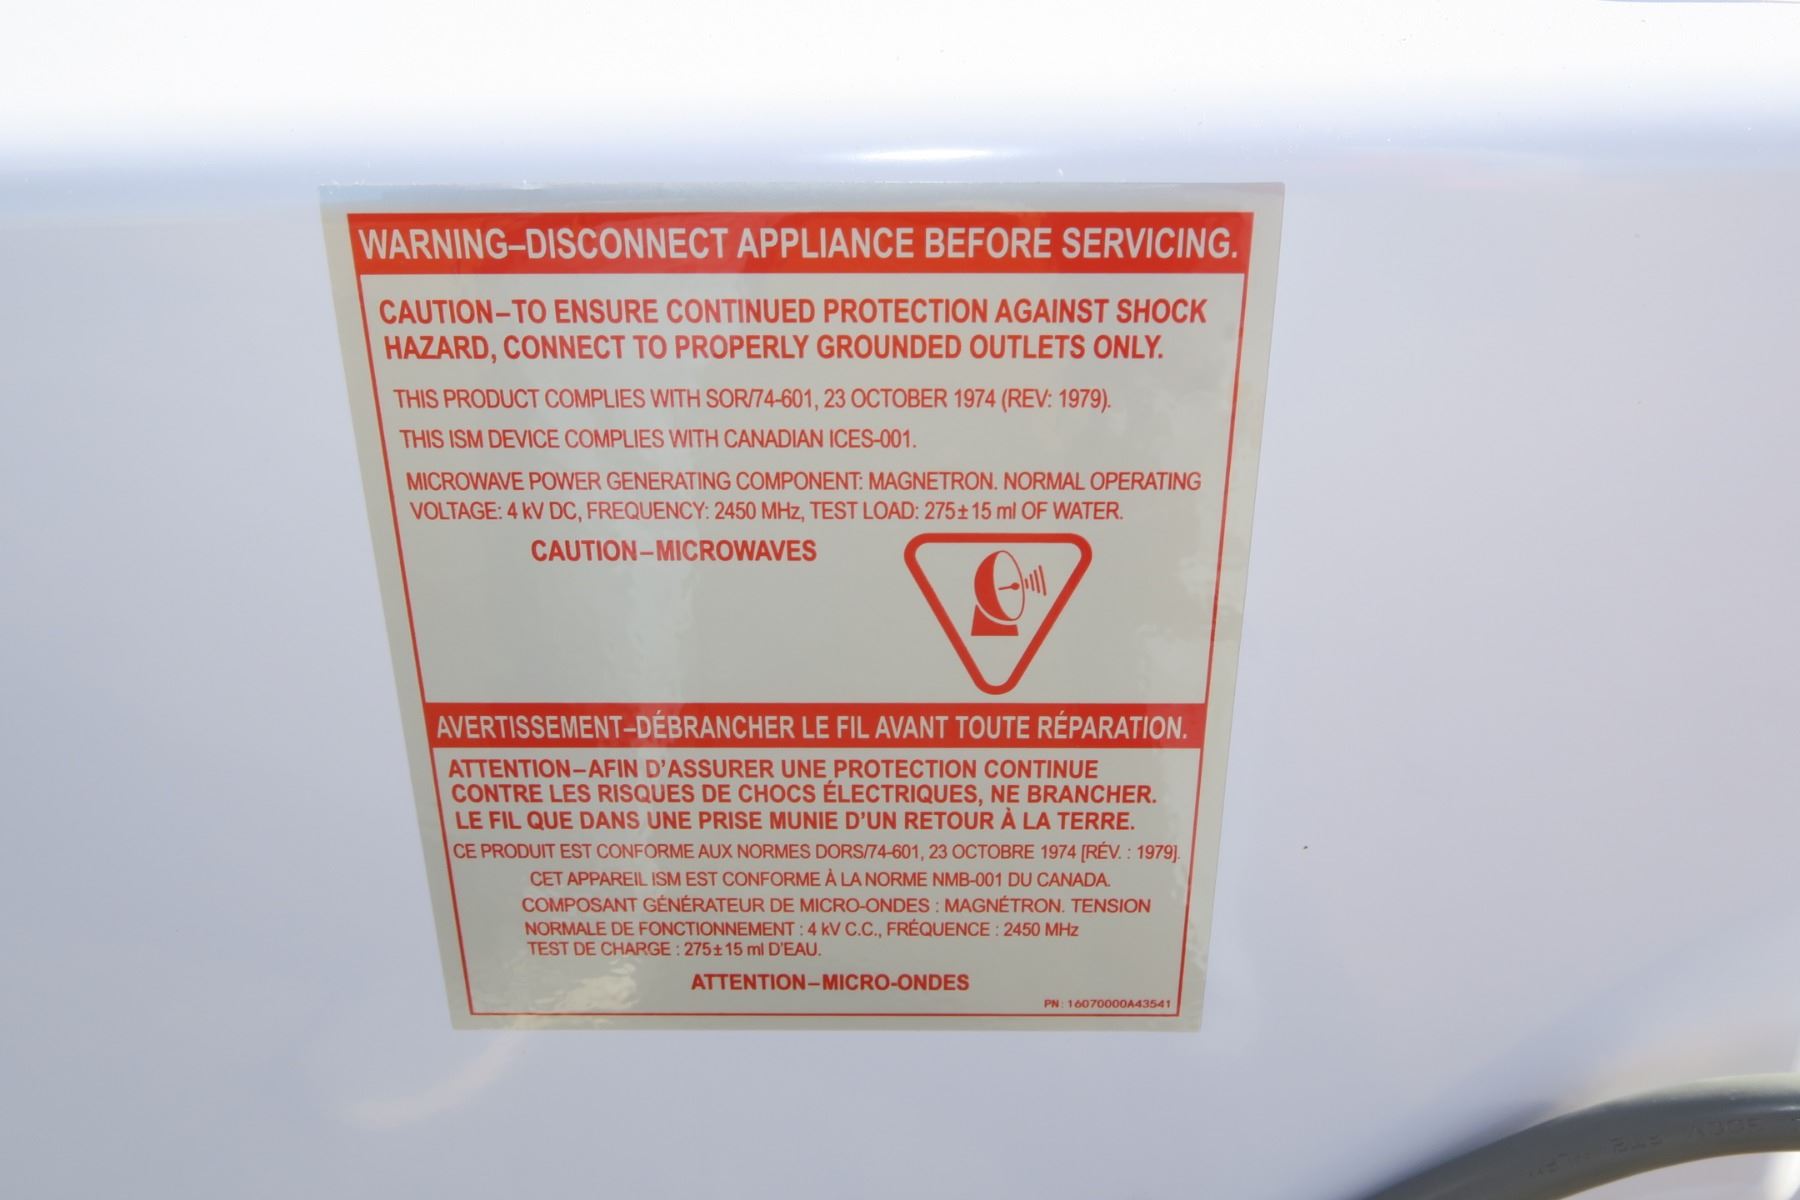 WARNING–DISCONNECT APPLIANCE BEFORE SERVICING.
CAUTION–TO ENSURE CONTINUED PROTECTION AGAINST SHOCK
HAZARD, CONNECT TO PROPERLY GROUNDED OUTLETS ONLY.
THIS PRODUCT COMPLIES WITH SOR/74-601, 23 OCTOBER 1974 (REV: 1979).
THIS ISM DEVICE COMPLIES WITH CANADIAN ICES-001.
MICROWAVE POWER GENERATING COMPONENT: MAGNETRON. NORMAL OPERATING
VOLTAGE: 4 kV DC, FREQUENCY: 2450 MHz, TEST LOAD: 275±15 ml OF WATER.
CAUTION–MICROWAVES
AVERTISSEMENT–DÉBRANCHER LE FIL AVANT TOUTE RÉPARATION.
ATTENTION–AFIN D'ASSURER UNE PROTECTION CONTINUE
CONTRE LES RISQUES DE CHOCS ÉLECTRIQUES, NE BRANCHER.
LE FIL QUE DANS UNE PRISE MUNIE D'UN RETOUR À LA TERRE.
CE PRODUIT EST CONFORME AUX NORMES DORS/74-601, 23 OCTOBRE 1974 [RÉV. : 1979].
CET APPAREIL ISM EST CONFORME À LA NORME NMB-001 DU CANADA.
COMPOSANT GÉNÉRATEUR DE MICRO-ONDES : MAGNÉTRON. TENSION
NORMALE DE FONCTIONNEMENT : 4 kV C.C., FRÉQUENCE : 2450 MHz
TEST DE CHARGE : 275±15 ml D'EAU.
ATTENTION–MICRO-ONDES
PN: 16070000A43541